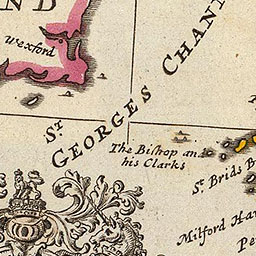 ND
Wexford
ST GEORGES CHAN
The Bishop an
his Clarks
St. Brids B
Milford Ha
Pe